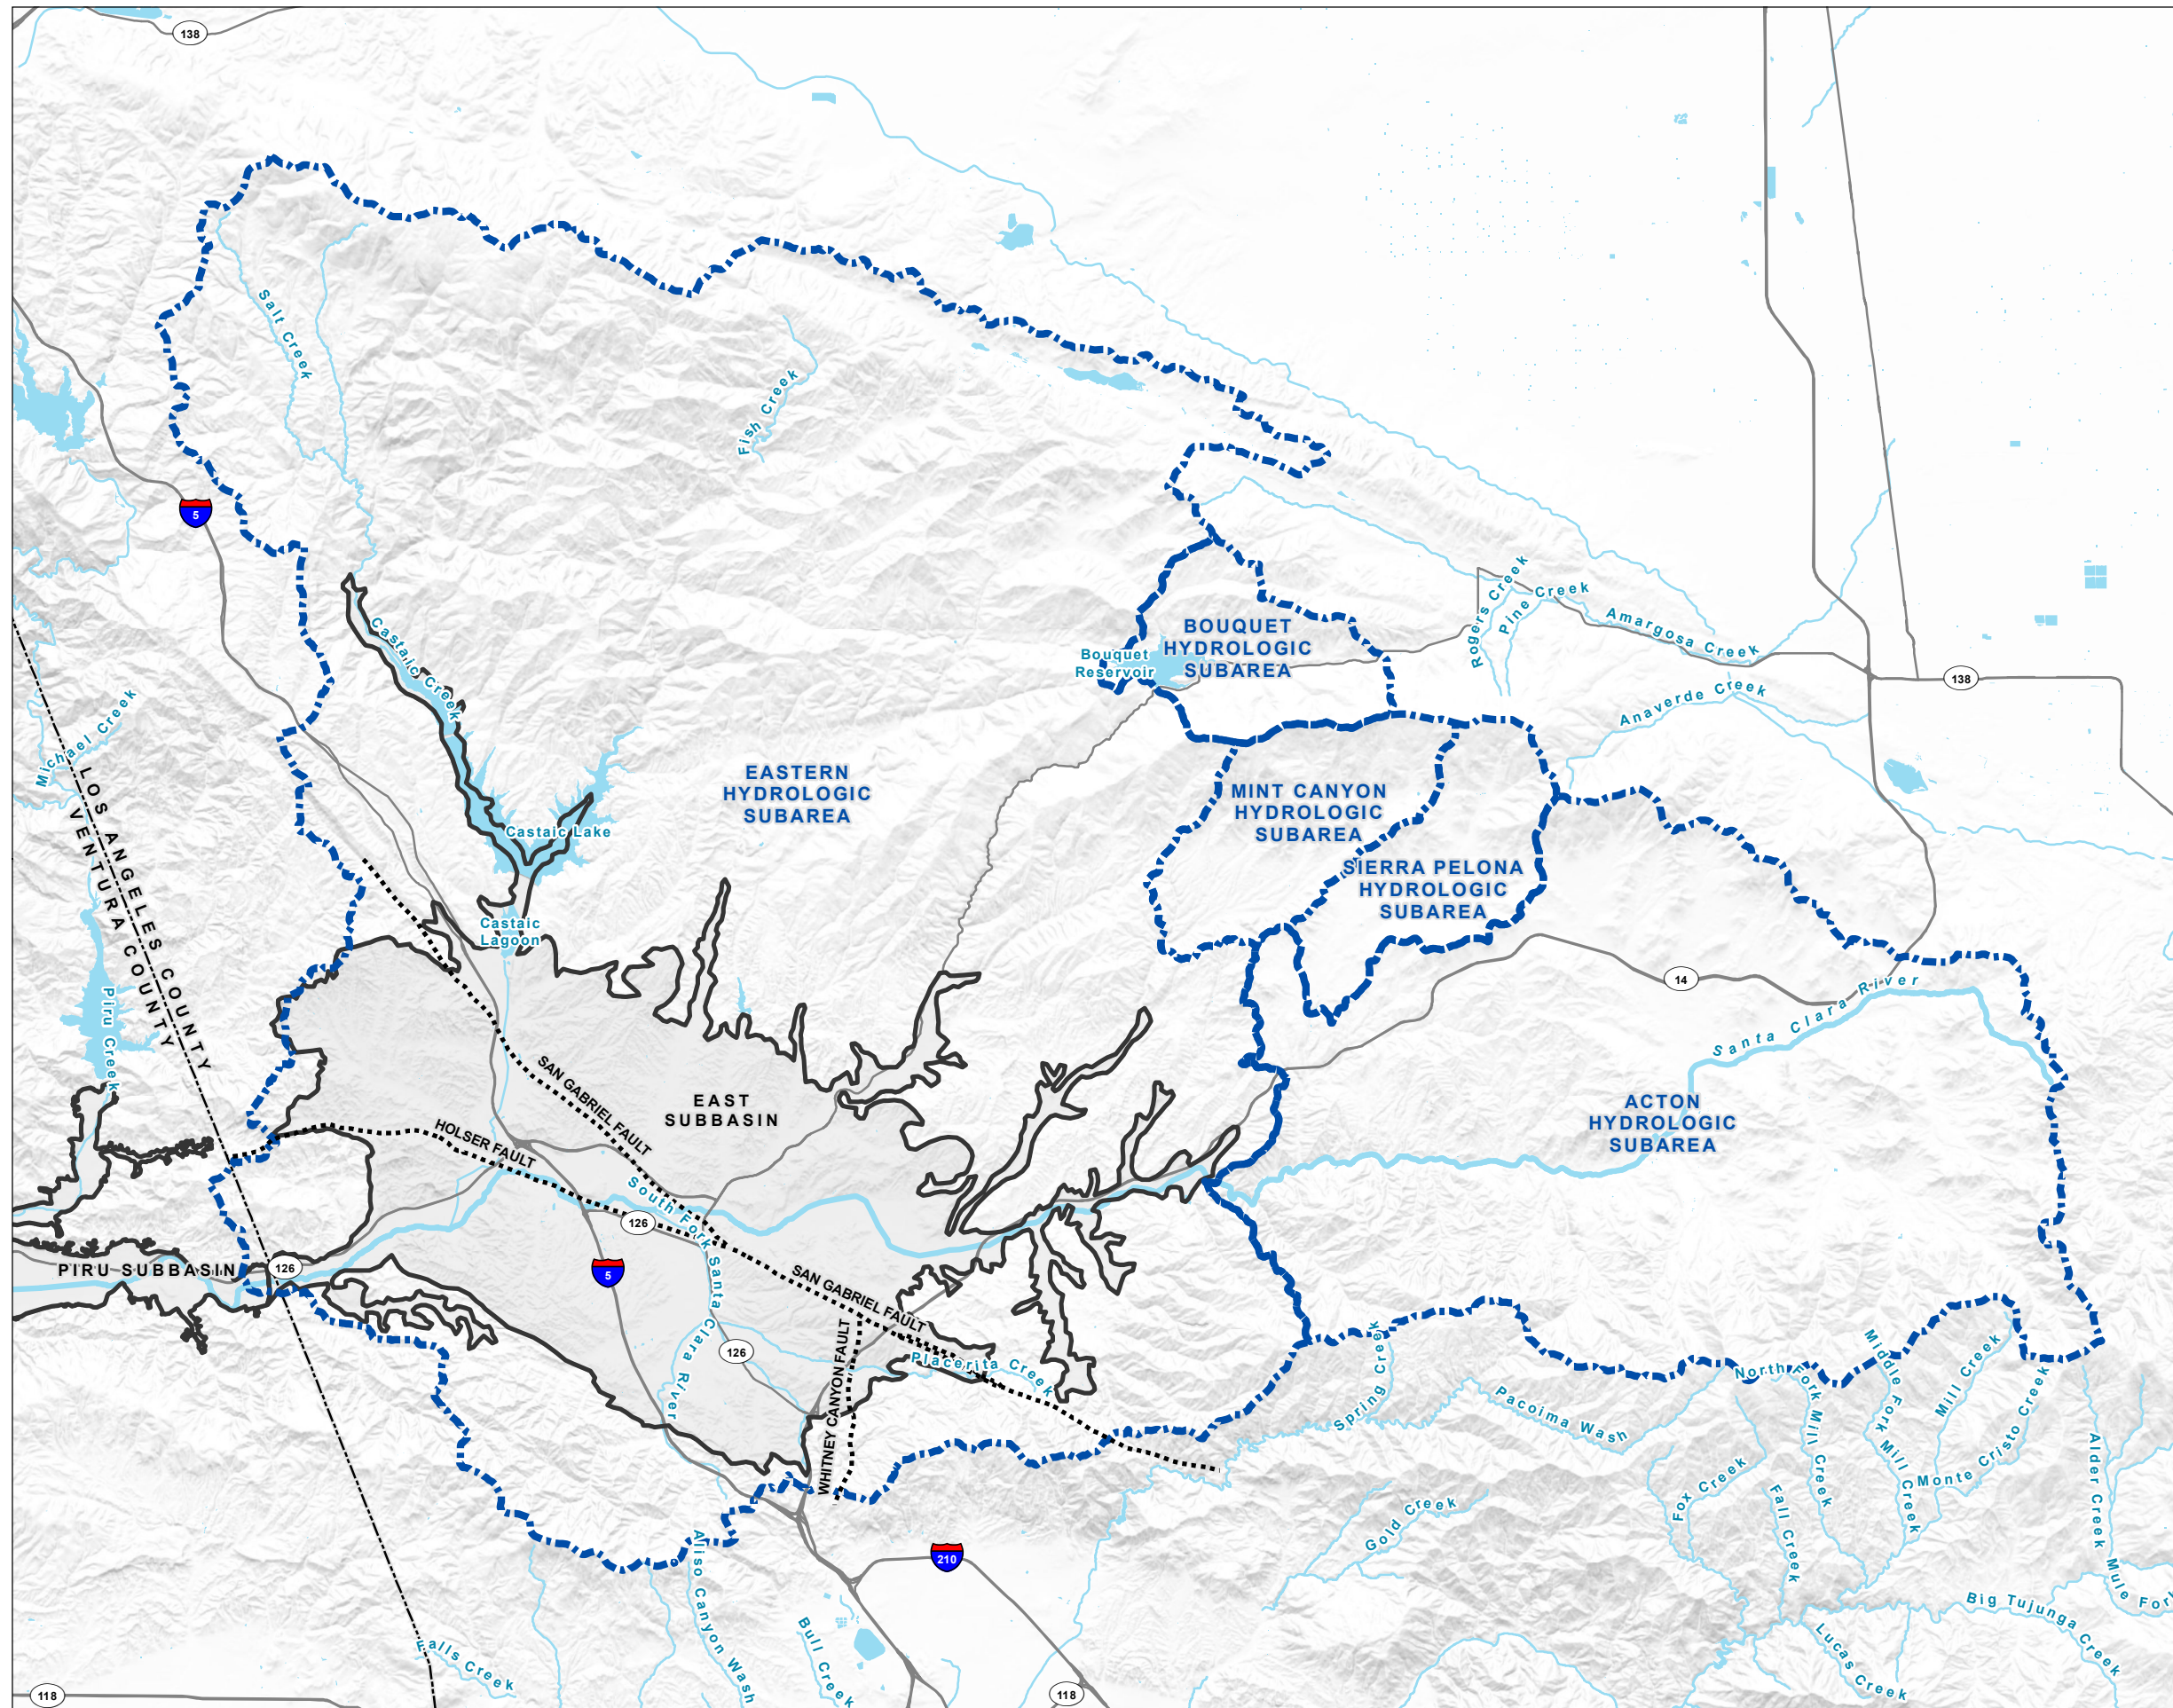 138
Salt Creek
Fish Creek
5
BOUQUET
HYDROLOGIC
SUBAREA
Bouquet
Reservoir
Rogers Creek
Pine Creek
Amargosa Creek
Anaverde Creek
138
Castaic Creek
Michael Creek
LOS ANGELES COUNTY
VENTURA COUNTY
EASTERN
HYDROLOGIC
SUBAREA
MINT CANYON
HYDROLOGIC
SUBAREA
Castaic Lake
SIERRA PELONA
HYDROLOGIC
SUBAREA
Castaic
Lagoon
14
Santa Clara River
Piru Creek
SAN GABRIEL FAULT
EAST
SUBBASIN
ACTON
HYDROLOGIC
SUBAREA
HOLSER FAULT
South Fork Santa Clara River
126
PIRU SUBBASIN
126
5
SAN GABRIEL FAULT
126
WHITNEY CANYON FAULT
Placerita Creek
Spring Creek
Pacoima Wash
North Fork Mill Creek
Middle Fork Mill Creek
Mill Creek
Monte Cristo Creek
Alder Creek
Fox Creek
Fall Creek
Gold Creek
210
Aliso Canyon Wash
Bull Creek
Falls Creek
Mule Fork
Big Tujunga Creek
Lucas Creek
118
118